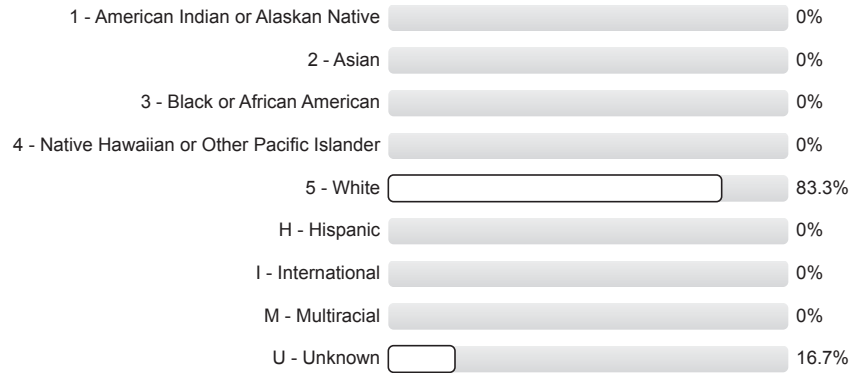 1 - American Indian or Alaskan Native 0%
2 - Asian 0%
3 - Black or African American 0%
4 - Native Hawaiian or Other Pacific Islander 0%
5 - White 83.3%
H - Hispanic 0%
I - International 0%
M - Multiracial 0%
U - Unknown 16.7%